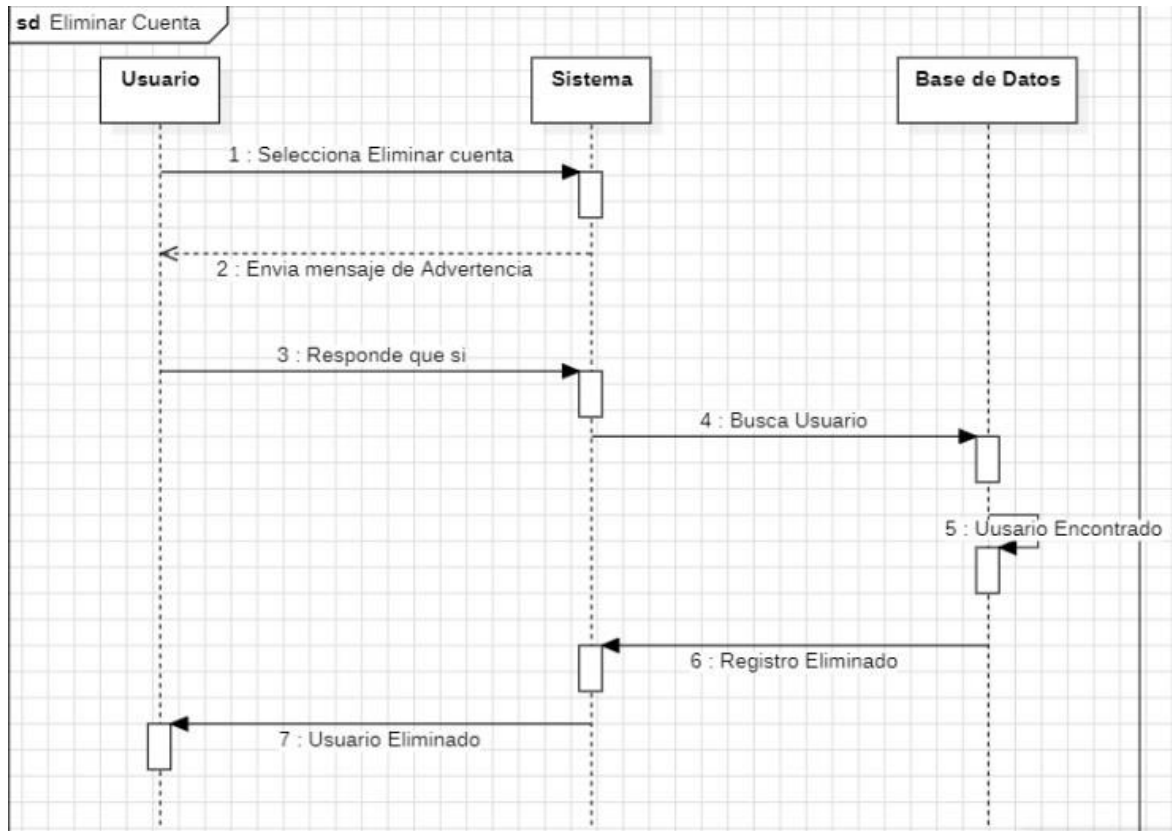 sd Eliminar Cuenta
Usuario
Sistema
Base de Datos
1 : Selecciona Eliminar cuenta
2 : Envia mensaje de Advertencia
3 : Responde que si
4 : Busca Usuario
5 : Uusario Encontrado
6 : Registro Eliminado
7 : Usuario Eliminado